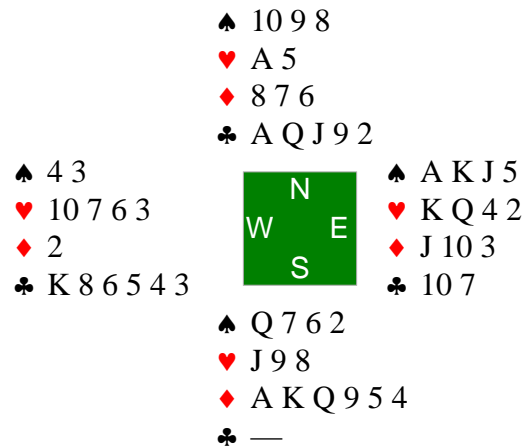 ♠ 10 9 8
♥ A 5
♦ 8 7 6
♣ A Q J 9 2
♠ 4 3
♥ 10 7 6 3
♦ 2
♣ K 8 6 5 4 3
N
W E
S
♠ A K J 5
♥ K Q 4 2
♦ J 10 3
♣ 10 7
♠ Q 7 6 2
♥ J 9 8
♦ A K Q 9 5 4
♣ —